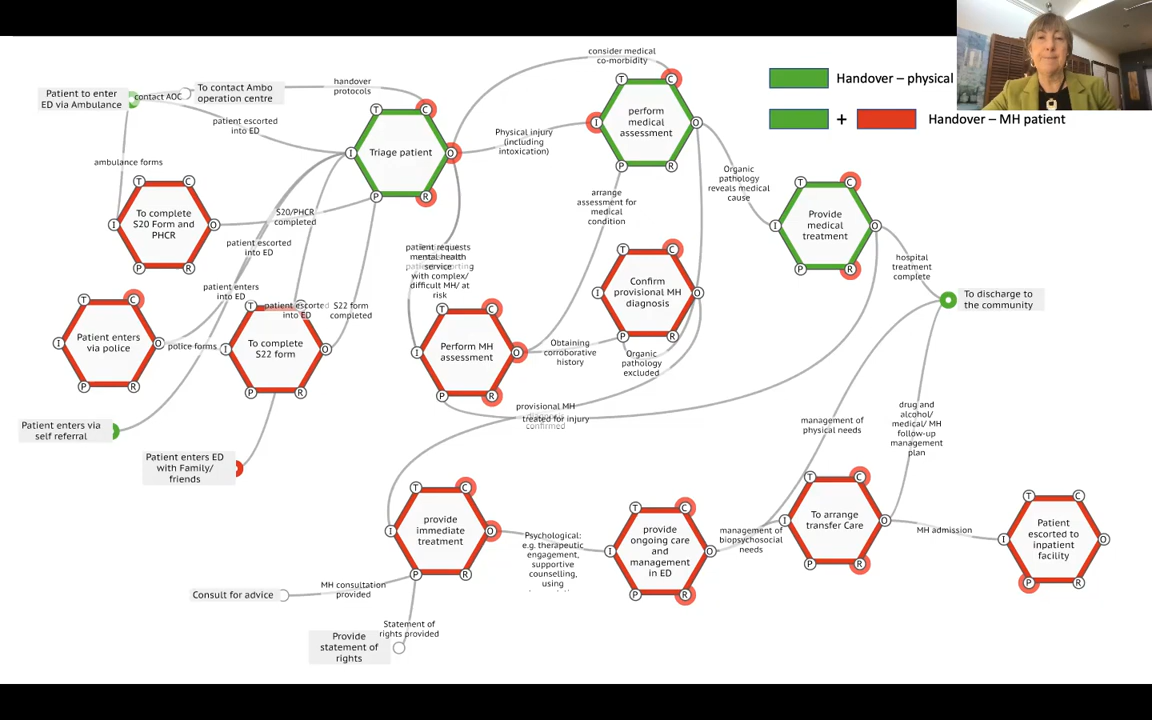 consider medical
co-morbidity
Handover – physical
Handover – MH patient
+
Patient to enter
ED via Ambulance
contact AOC
To contact Ambo
operation centre
handover
protocols
patient escorted
into ED
T
C
I
Triage patient
O
P
R
Physical injury
(including
intoxication)
T
C
I
perform
medical
assessment
O
P
R
ambulance forms
T
C
I
To complete
S20 Form and
PHCR
O
P
R
S20/PHCR
completed
patient escorted
into ED
patient enters
into ED
arrange
assessment for
medical
condition
Organic
pathology
reveals medical
cause
T
C
I
Provide
medical
treatment
O
P
R
hospital
treatment
complete
To discharge to
the community
patient requests
mental health
service
with complex/
difficult MH/ at
risk
T
C
I
Confirm
provisional MH
diagnosis
O
P
R
T
C
I
Patient enters
via police
O
P
R
police forms
patient escorted
into ED
S22 form
completed
T
I
To complete
S22 form
O
P
R
T
C
I
Perform MH
assessment
O
P
R
Obtaining
corroborative
history
Organic
pathology
excluded
Patient enters via
self referral
Patient enters ED
with Family/
friends
provisional MH
treated for injury
confirmed
management of
physical needs
drug and
alcohol/
medical/ MH
follow-up
management
plan
T
C
I
provide
immediate
treatment
O
P
R
Psychological:
e.g. therapeutic
engagement,
supportive
counselling,
using
T
C
I
provide
ongoing care
and
management
in ED
O
P
R
management of
biopsychosocial
needs
T
C
I
To arrange
transfer Care
O
P
R
MH admission
T
C
I
Patient
escorted to
inpatient
facility
O
P
R
Consult for advice
MH consultation
provided
Statement of
rights provided
Provide
statement of
rights